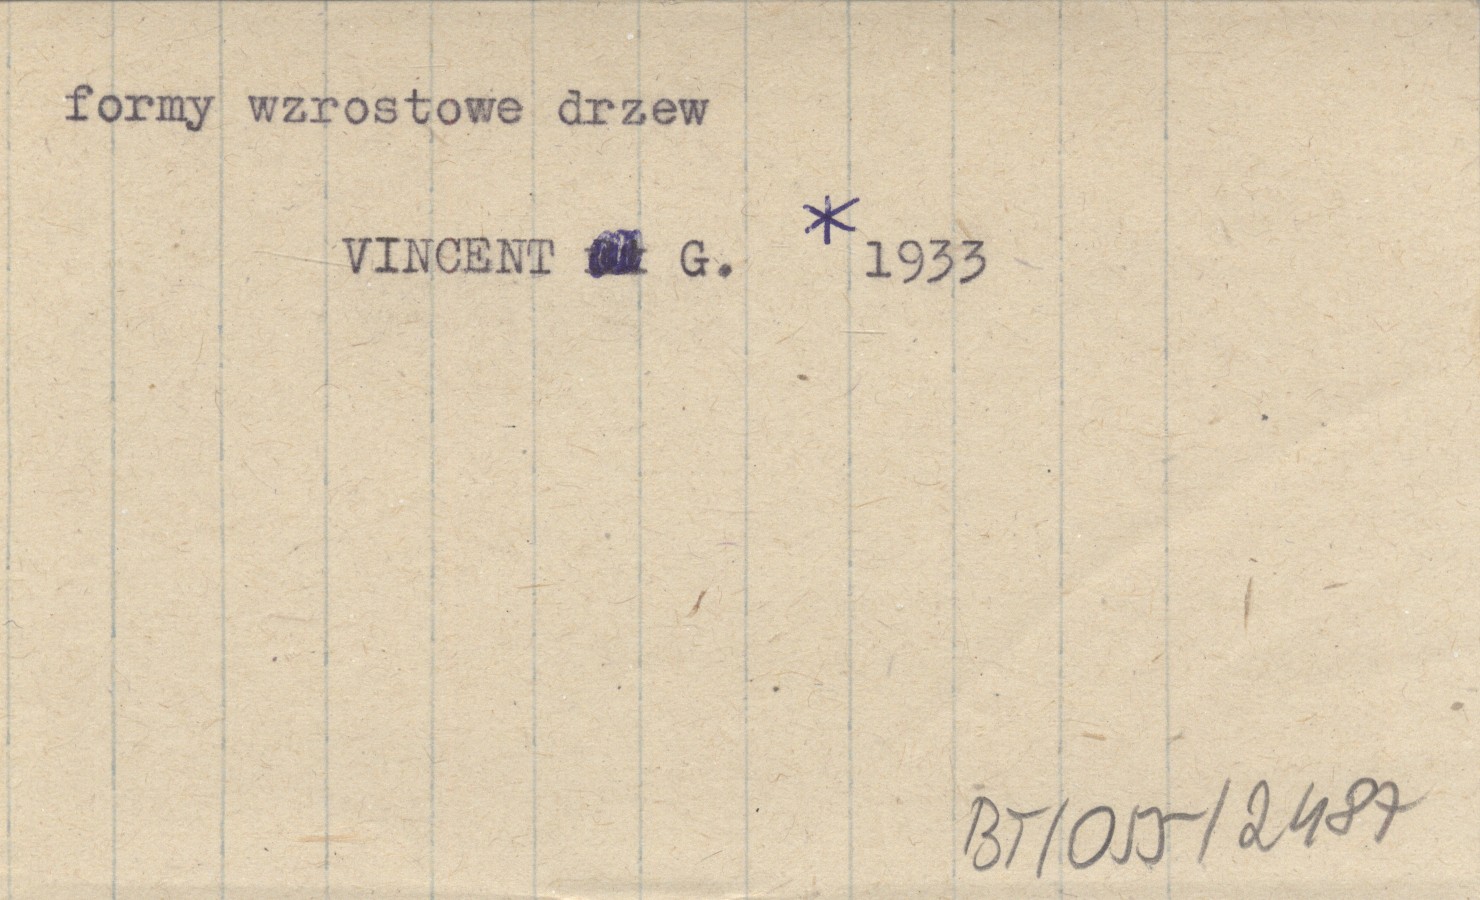 formy wzrostowe drzew
VINCENT G. * 1933
BT/055/2487